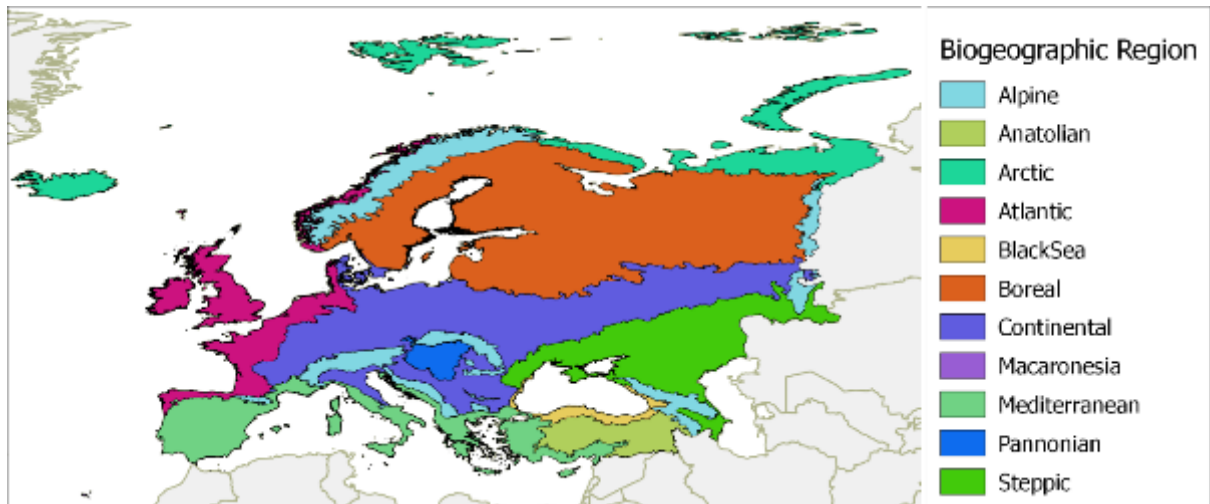 Biogeographic Region
Alpine
Anatolian
Arctic
Atlantic
BlackSea
Boreal
Continental
Macaronesia
Mediterranean
Pannonian
Steppic